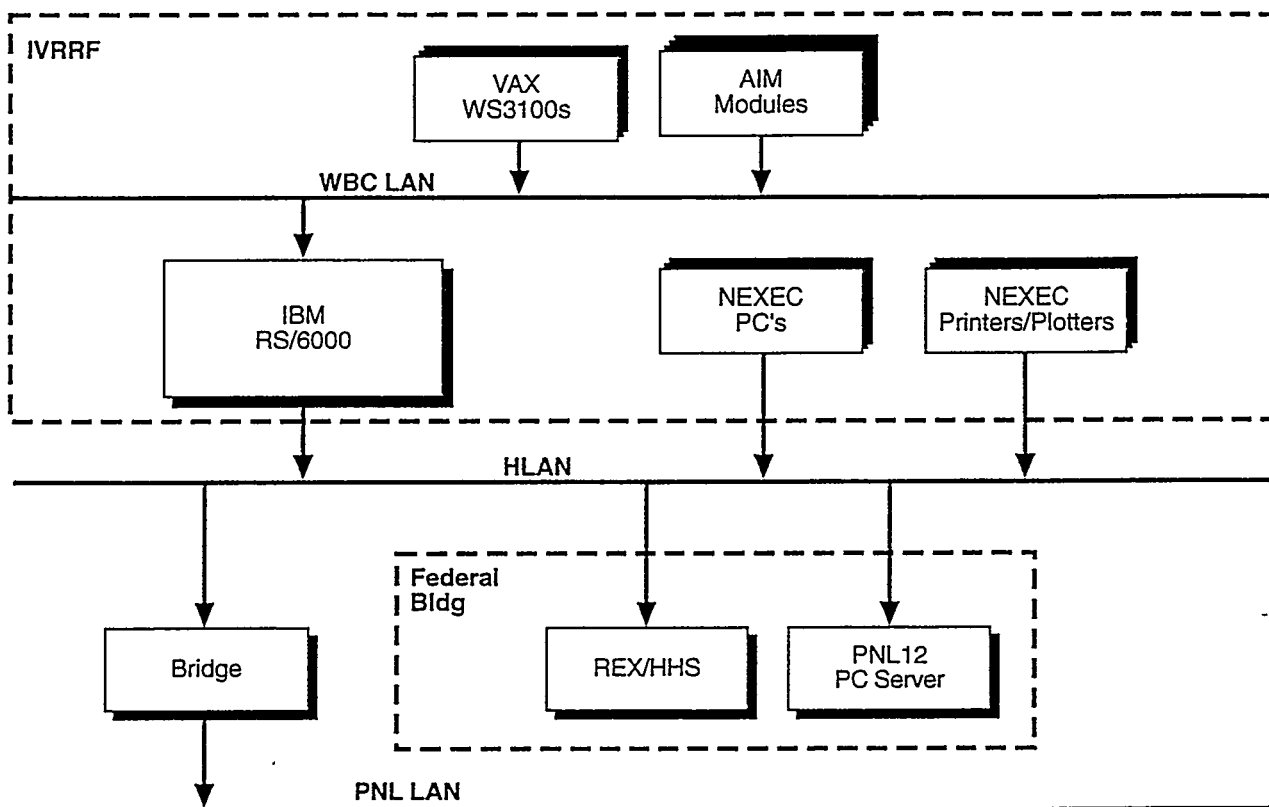 IVRRF
VAX
WS3100s
AIM
Modules
WBC LAN
IBM
RS/6000
NEXEC
PC's
NEXEC
Printers/Plotters
HLAN
Federal
Bldg
Bridge
REX/HHS
PNL12
PC Server
PNL LAN